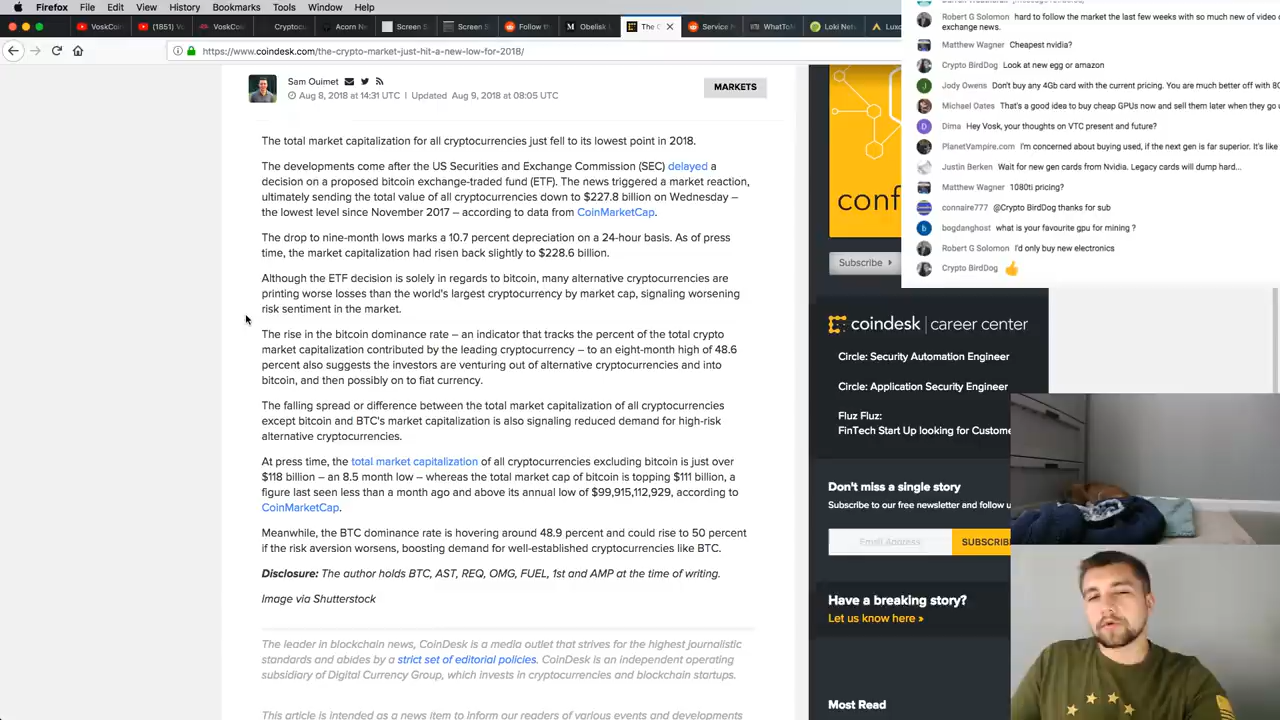 Firefox File Edit View History Bookmarks Tools Window Help
VoskCoin
(1851) Vo
VoskCoin
Crypto
Acorn Ho
Screen S
Screen S
Follow the
Obelisk L
The C
Service N
WhatToM
Loki Netw
Luxo
https://www.coindesk.com/the-crypto-market-just-hit-a-new-low-for-2018/
Sam Ouimet
Aug 8, 2018 at 14:31 UTC | Updated Aug 9, 2018 at 08:05 UTC
MARKETS
The total market capitalization for all cryptocurrencies just fell to its lowest point in 2018.
The developments come after the US Securities and Exchange Commission (SEC) delayed a
decision on a proposed bitcoin exchange-traded fund (ETF). The news triggered a market reaction,
ultimately sending the total value of all cryptocurrencies down to $227.8 billion on Wednesday –
the lowest level since November 2017 – according to data from CoinMarketCap.
The drop to nine-month lows marks a 10.7 percent depreciation on a 24-hour basis. As of press
time, the market capitalization had risen back slightly to $228.6 billion.
Although the ETF decision is solely in regards to bitcoin, many alternative cryptocurrencies are
printing worse losses than the world's largest cryptocurrency by market cap, signaling worsening
risk sentiment in the market.
The rise in the bitcoin dominance rate – an indicator that tracks the percent of the total crypto
market capitalization contributed by the leading cryptocurrency – to an eight-month high of 48.6
percent also suggests the investors are venturing out of alternative cryptocurrencies and into
bitcoin, and then possibly on to fiat currency.
The falling spread or difference between the total market capitalization of all cryptocurrencies
except bitcoin and BTC's market capitalization is also signaling reduced demand for high-risk
alternative cryptocurrencies.
At press time, the total market capitalization of all cryptocurrencies excluding bitcoin is just over
$118 billion – an 8.5 month low – whereas the total market cap of bitcoin is topping $111 billion, a
figure last seen less than a month ago and above its annual low of $99,915,112,929, according to
CoinMarketCap.
Meanwhile, the BTC dominance rate is hovering around 48.9 percent and could rise to 50 percent
if the risk aversion worsens, boosting demand for well-established cryptocurrencies like BTC.
Disclosure: The author holds BTC, AST, REQ, OMG, FUEL, 1st and AMP at the time of writing.
Image via Shutterstock
The leader in blockchain news, CoinDesk is a media outlet that strives for the highest journalistic
standards and abides by a strict set of editorial policies. CoinDesk is an independent operating
subsidiary of Digital Currency Group, which invests in cryptocurrencies and blockchain startups.
This article is intended as a news item to inform our readers of various events and developments
conf
Subscribe
coindesk | career center
Circle: Security Automation Engineer
Circle: Application Security Engineer
Fluz Fluz:
FinTech Start Up looking for Custome
Don't miss a single story
Subscribe to our free newsletter and follow u
Email Address
SUBSCRIBE
Have a breaking story?
Let us know here »
Most Read
Robert G Solomon hard to follow the market the last few weeks with so much new of video c
exchange news.
Matthew Wagner Cheapest nvidia?
Crypto BirdDog Look at new egg or amazon
Jody Owens Don't buy any 4Gb card with the current pricing. You are much better off with 8G
Michael Oates That's a good idea to buy cheap GPUs now and sell them later when they go u
Dima Hey Vosk, your thoughts on VTC present and future?
PlanetVampire.com I'm concerned about buying used, if the next gen is far superior. It's like
Justin Berken Wait for new gen cards from Nvidia. Legacy cards will dump hard...
Matthew Wagner 1080ti pricing?
connaire777 @Crypto BirdDog thanks for sub
bogdanghost what is your favourite gpu for mining ?
Robert G Solomon I'd only buy new electronics
Crypto BirdDog